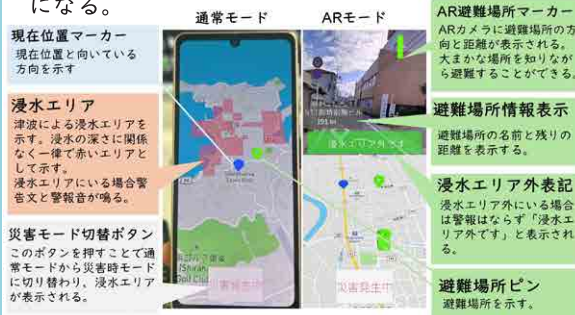 になる。
通常モード
ARモード
現在位置マーカー
現在位置と向いている
方向を示す
浸水エリア
津波による浸水エリアを
示す。浸水の深さに関係
なく一律で赤いエリアと
して示す。
浸水エリアにいる場合警
告文と警報音が鳴る。
災害モード切替ボタン
このボタンを押すことで通
常モードから災害時モード
に切り替わり、浸水エリア
が表示される。
浸水エリア外です
災害発生中
AR避難場所マーカー
ARカメラに避難場所の方
向と距離が表示される。
大まかな場所を知りなが
ら避難することができる。
避難場所情報表示
避難場所の名前と残りの
距離を表示する。
浸水エリア外表記
浸水エリア外にいる場合
は警報はならず「浸水エ
リア外です」と表示され
る。
避難場所ピン
避難場所を示す。